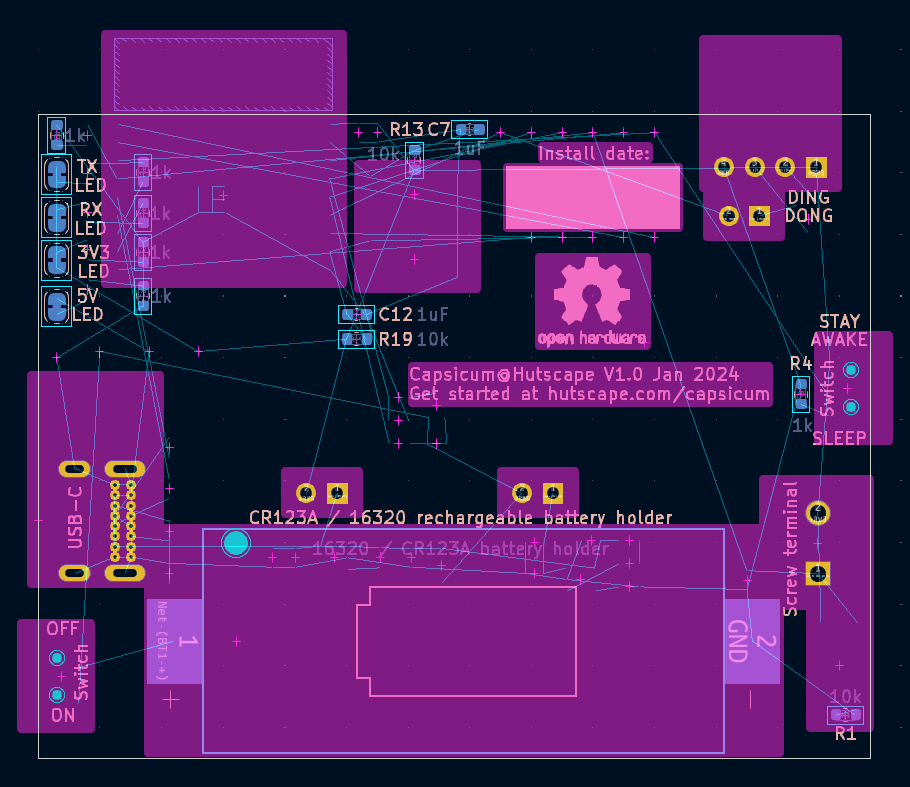 R13 C7
1k
10k
1uF
Install date:
TX
LED
1k
RX
LED
1k
DING
DONG
3V3
LED
1k
5V
LED
1k
C12 1uF
R19 10k
open hardware
STAY
AWAKE
Switch
SLEEP
R4
1k
Capsicum@Hutscape V1.0 Jan 2024
Get started at hutscape.com/capsicum
USB-C
CR123A / 16320 rechargeable battery holder
16320 / CR123A battery holder
Screw terminal
2
1
OFF
Switch
ON
Net-(BT1-+)
1
GND
2
10k
R1